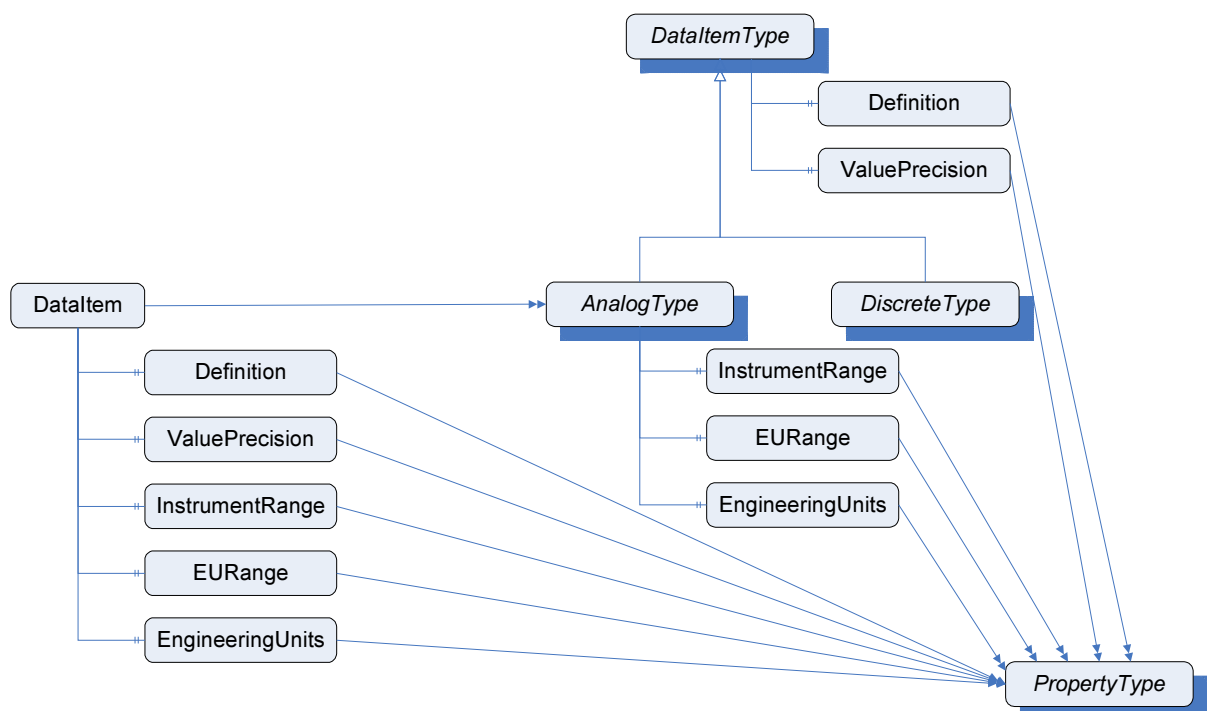 DataItemType
Definition
ValuePrecision
DataItem
AnalogType
DiscreteType
Definition
InstrumentRange
ValuePrecision
EURange
InstrumentRange
EngineeringUnits
EURange
EngineeringUnits
PropertyType